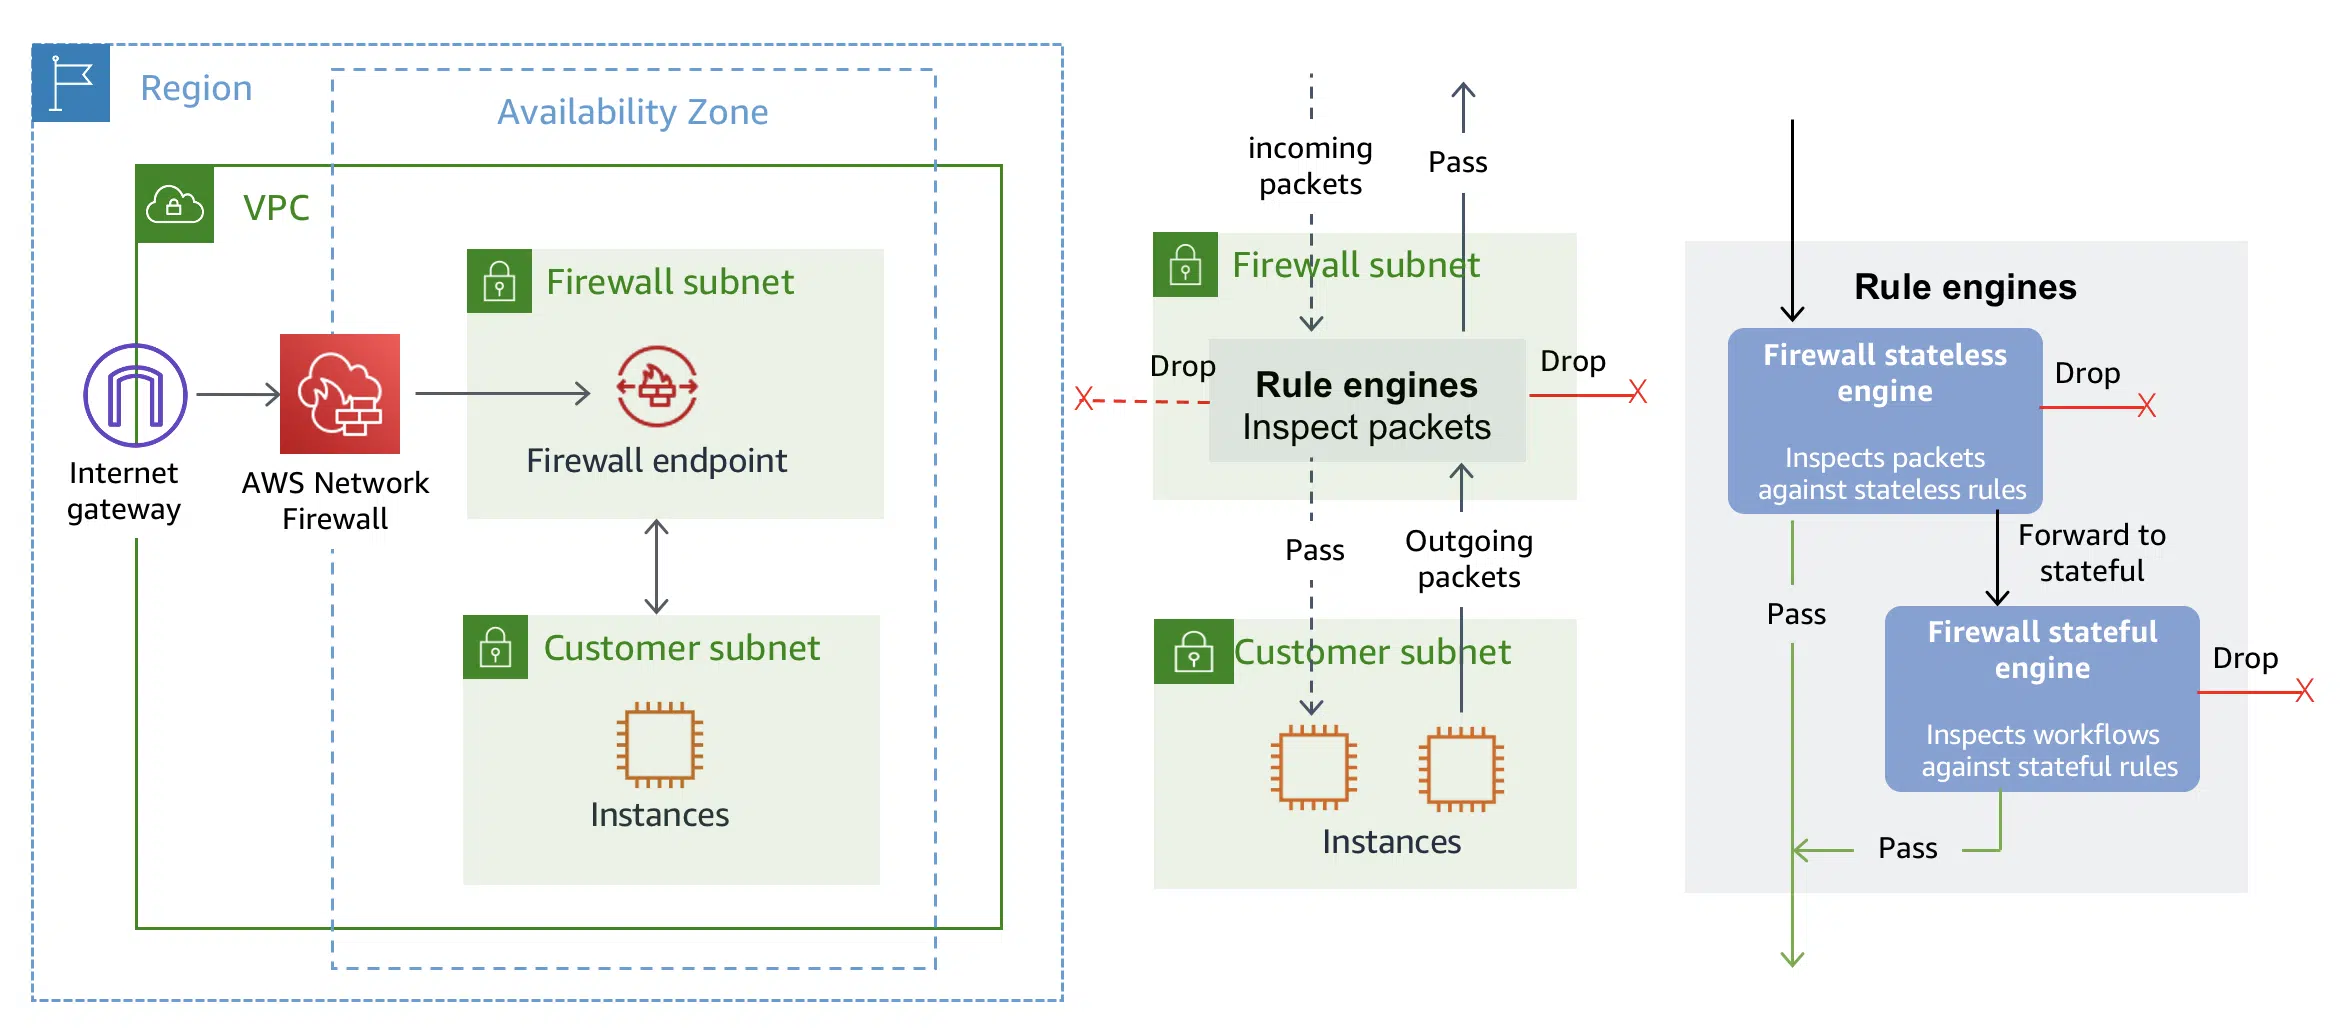 Region
Availability Zone
VPC
Firewall subnet
Firewall endpoint
Internet
gateway
AWS Network
Firewall
Customer subnet
Instances
incoming
packets
Pass
Firewall subnet
Drop
Rule engines
Inspect packets
Drop
Pass
Outgoing
packets
Customer subnet
Instances
Rule engines
Firewall stateless
engine
Inspects packets
against stateless rules
Drop
Forward to
stateful
Pass
Firewall stateful
engine
Inspects workflows
against stateful rules
Drop
Pass